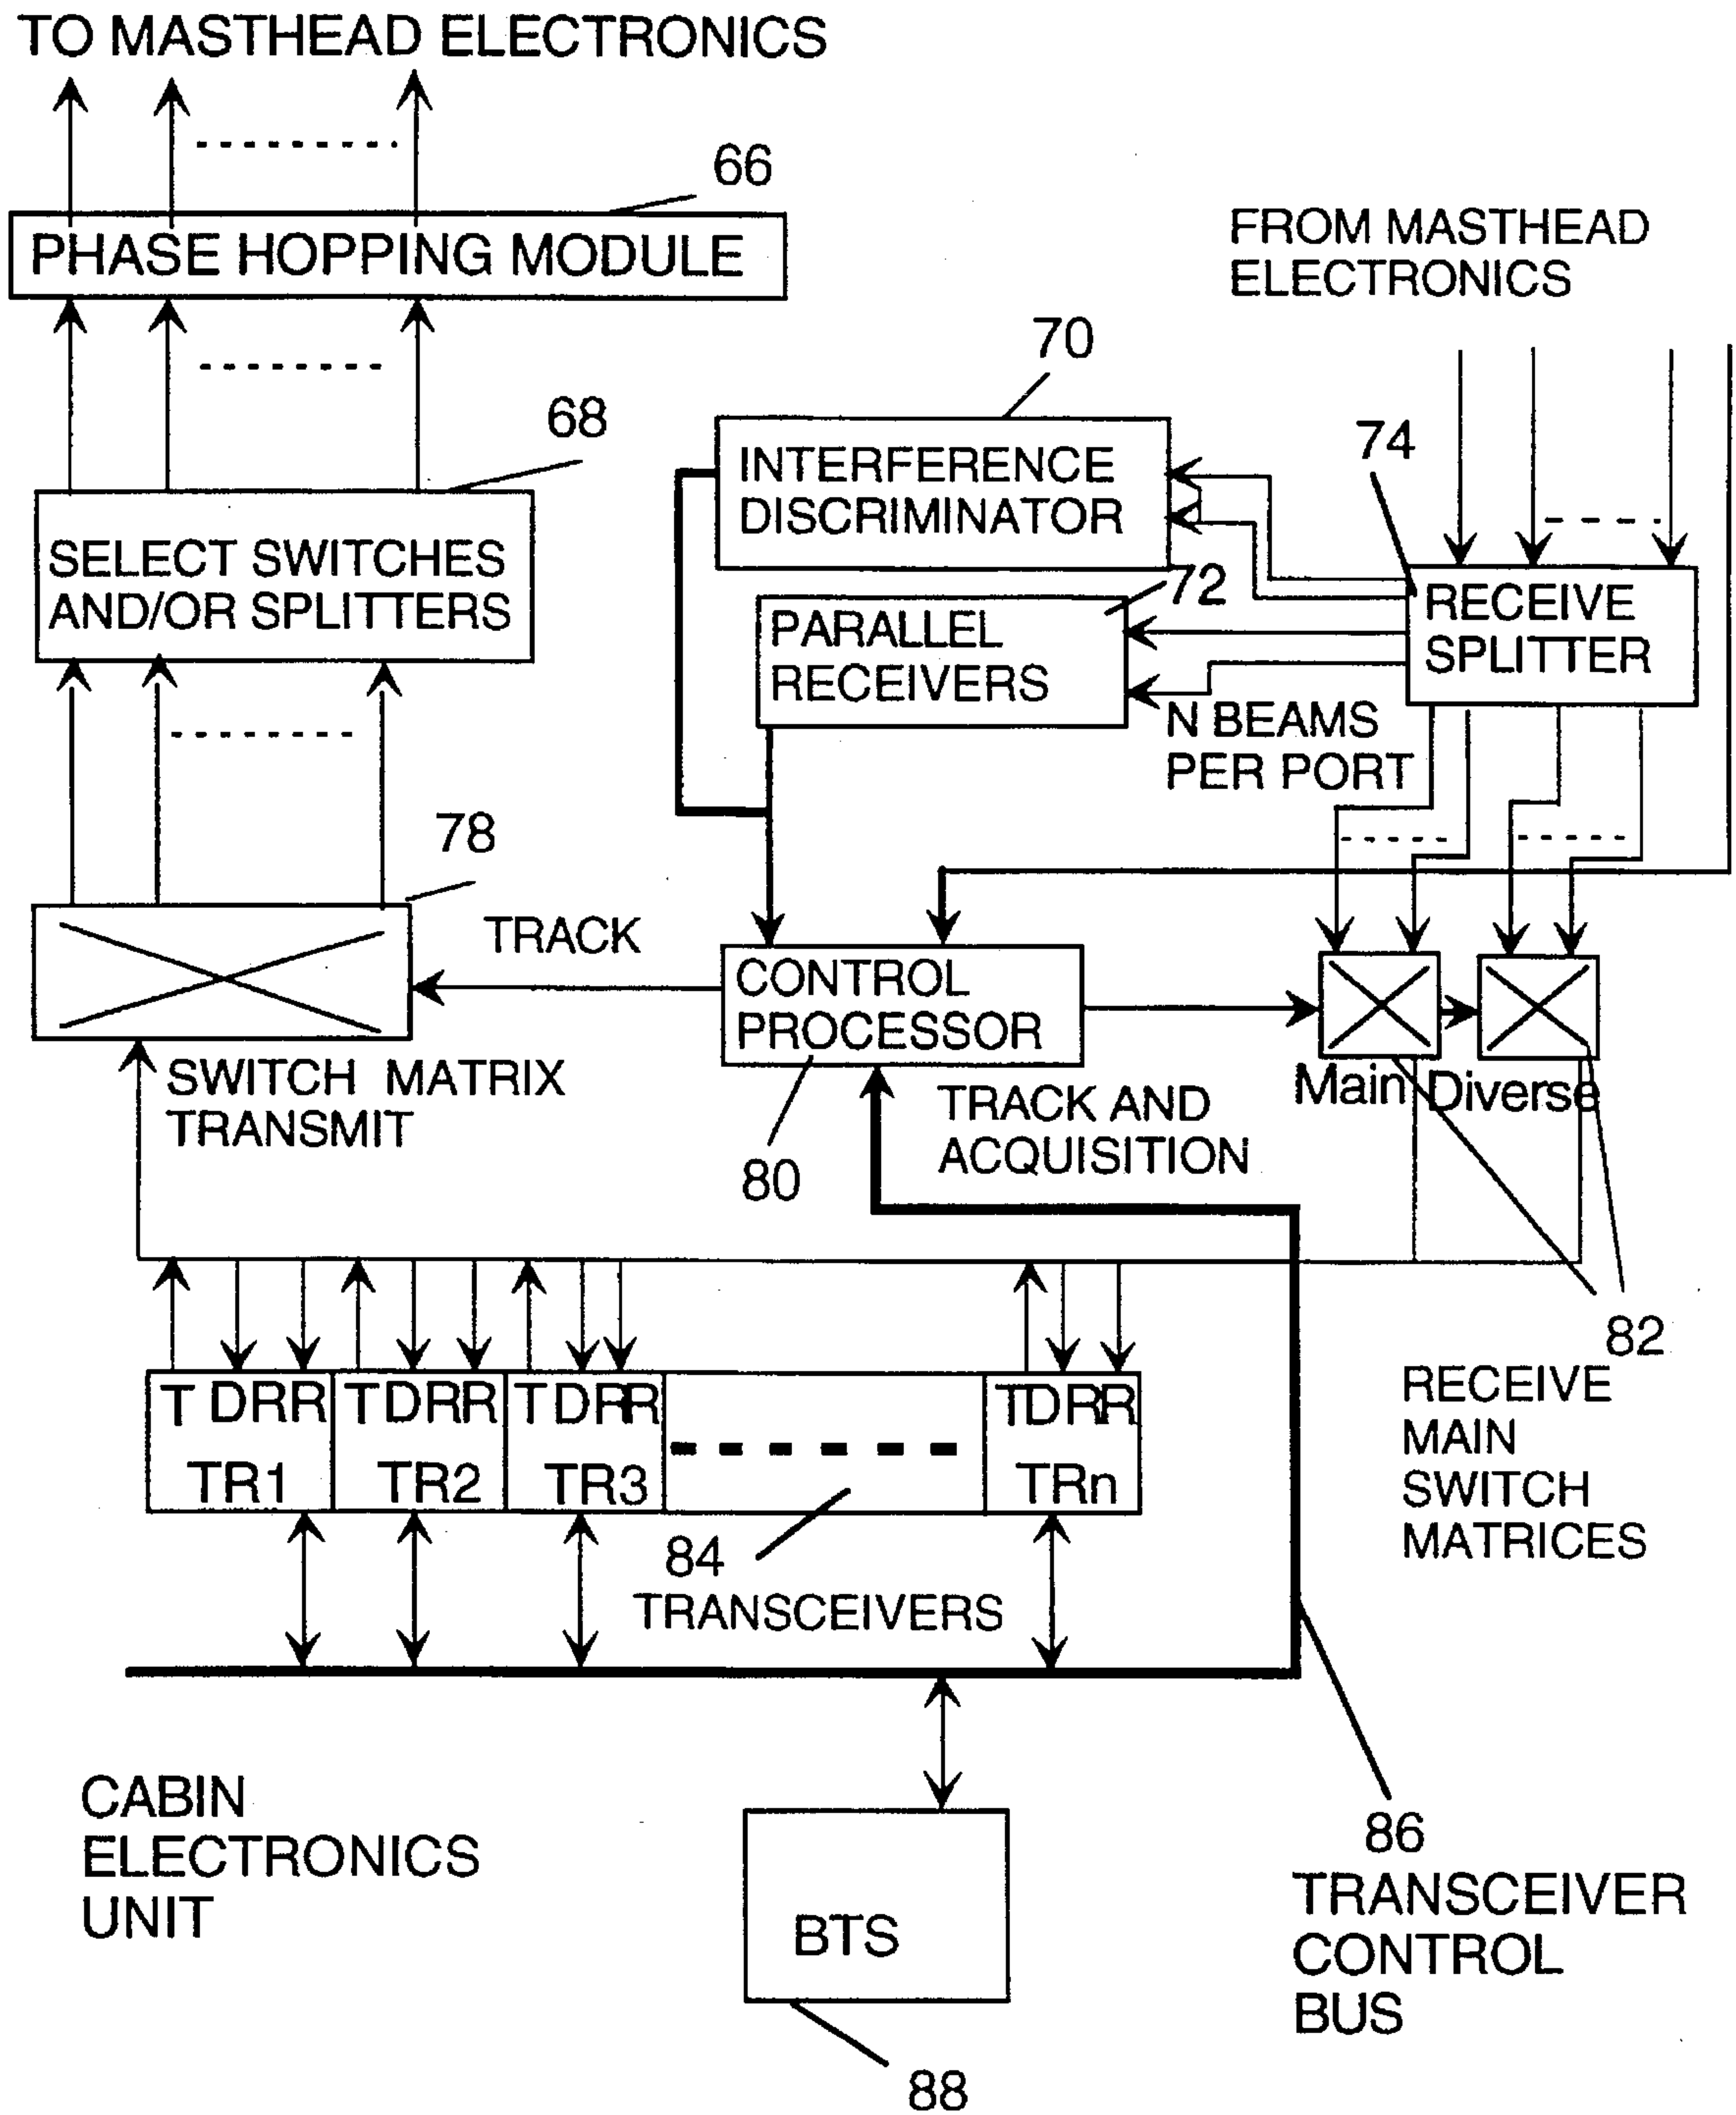 TO MASTHEAD ELECTRONICS
66
PHASE HOPPING MODULE
FROM MASTHEAD
ELECTRONICS
70
68
74
INTERFERENCE
DISCRIMINATOR
SELECT SWITCHES
AND/OR SPLITTERS
72
PARALLEL
RECEIVERS
RECEIVE
SPLITTER
N BEAMS
PER PORT
78
TRACK
CONTROL
PROCESSOR
SWITCH MATRIX
TRANSMIT
80
TRACK AND
ACQUISITION
Main
Diverse
82
RECEIVE
MAIN
SWITCH
MATRICES
T DRR T DRR T DRR TDRR
TR1 TR2 TR3 TRn
84
TRANSCEIVERS
CABIN
ELECTRONICS
UNIT
BTS
86
TRANSCEIVER
CONTROL
BUS
88